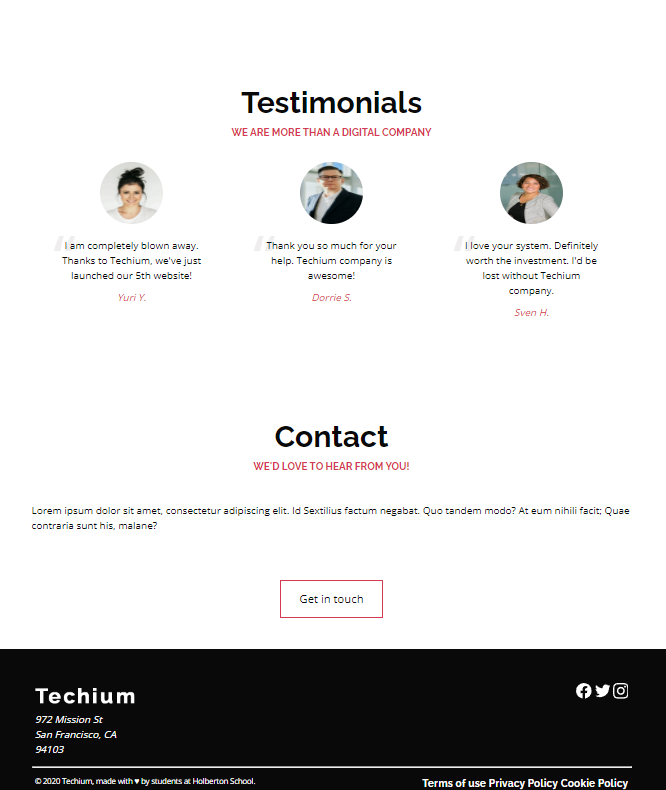 Testimonials
WE ARE MORE THAN A DIGITAL COMPANY
"I am completely blown away.
Thanks to Techium, we've just
launched our 5th website!
Yuri Y.
"Thank you so much for your
help. Techium company is
awesome!
Dorrie S.
"I love your system. Definitely
worth the investment. I'd be
lost without Techium
company.
Sven H.
Contact
WE'D LOVE TO HEAR FROM YOU!
Lorem ipsum dolor sit amet, consectetur adipiscing elit. Id Sextilius factum negabat. Quo tandem modo? At eum nihili facit; Quae
contraria sunt his, malane?
Get in touch
Techium
972 Mission St
San Francisco, CA
94103
© 2020 Techium, made with ♥ by students at Holberton School.
Terms of use Privacy Policy Cookie Policy